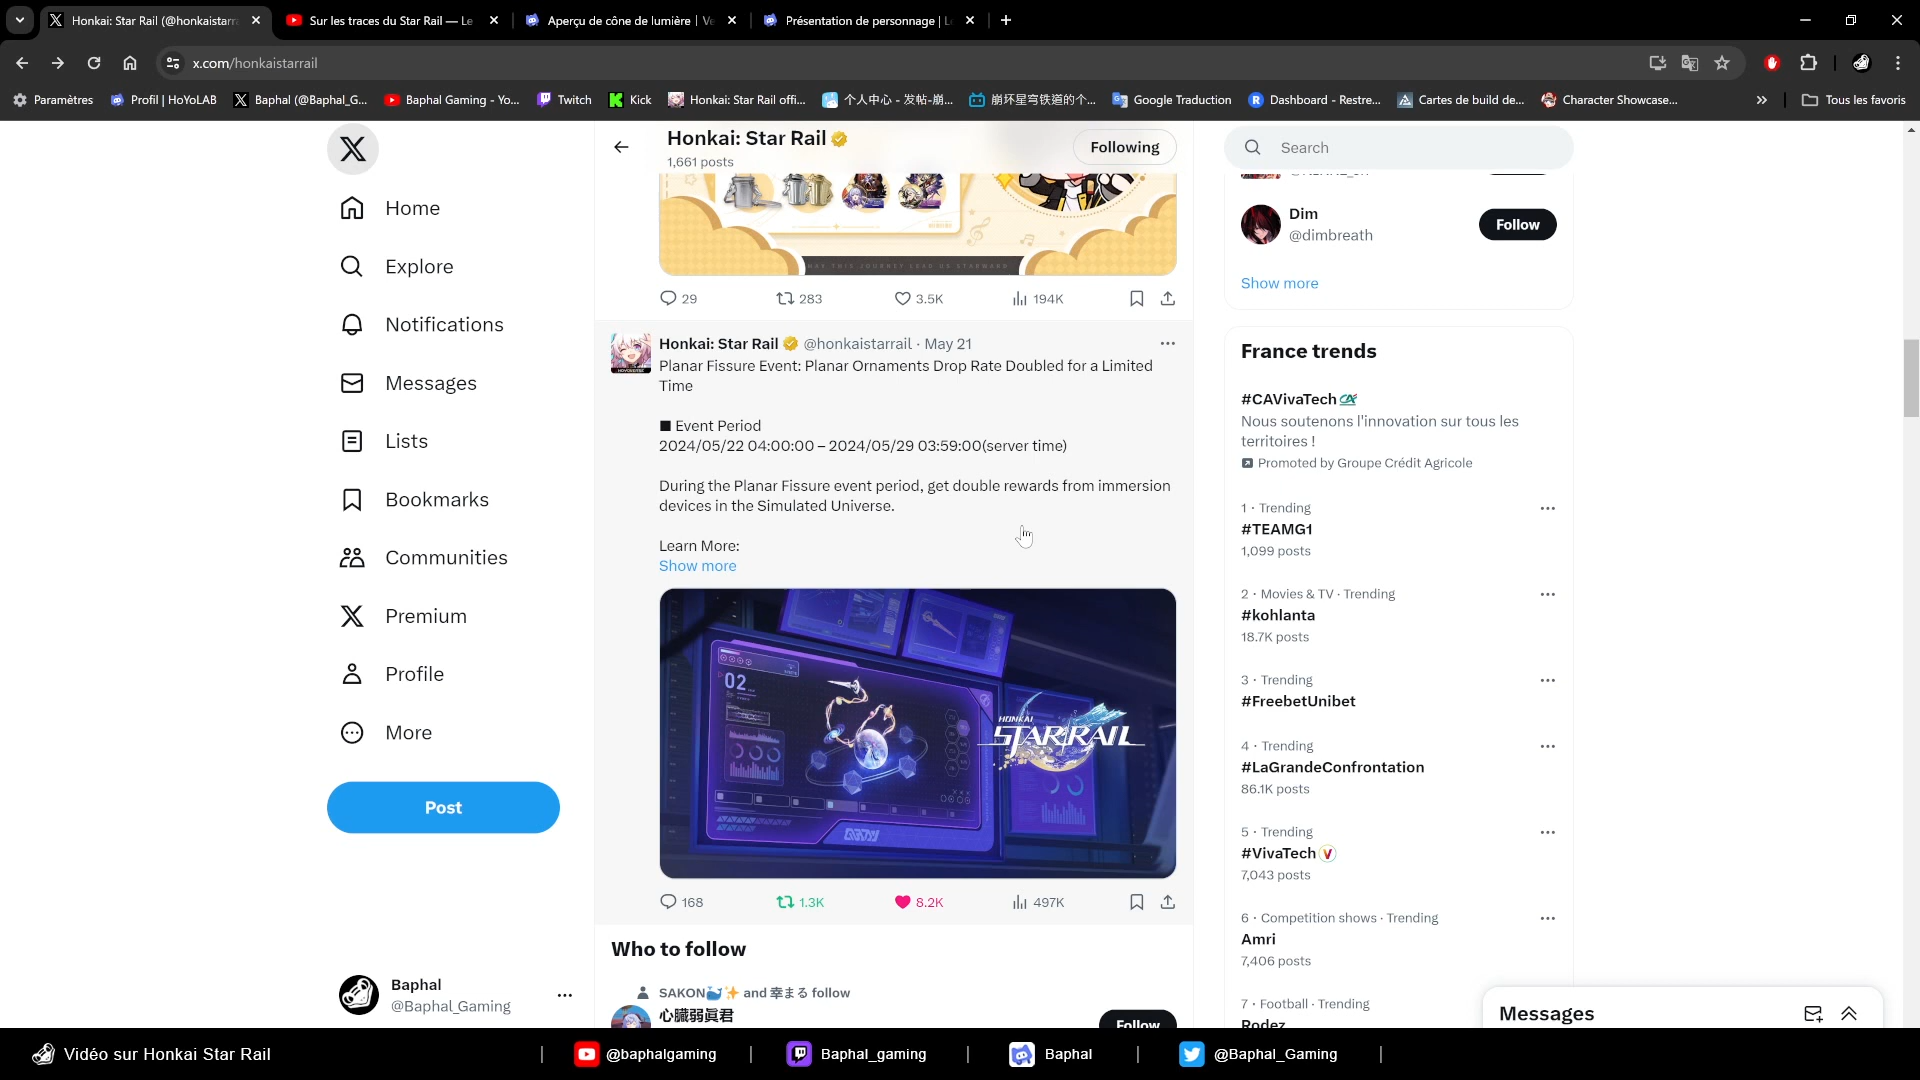 Honkai: Star Rail (@honkaistarra
Sur les traces du Star Rail — Le
Aperçu de cône de lumière | Ve
Présentation de personnage | L
x.com/honkaistarrail
Paramètres
Profil | HoYoLAB
Baphal (@Baphal_G...
Baphal Gaming - Yo...
Twitch
Kick
Honkai: Star Rail offi...
个人中心 - 发帖-崩...
崩坏星穹铁道的个...
Google Traduction
Dashboard - Restre...
Cartes de build de...
Character Showcase...
Tous les favoris
Home
Explore
Notifications
Messages
Lists
Bookmarks
Communities
Premium
Profile
More
Post
Baphal
@Baphal_Gaming
Honkai: Star Rail
1,661 posts
Following
MAY THIS JOURNEY LEAD US STARWARD
29
283
3.5K
194K
Honkai: Star Rail @honkaistarrail · May 21
Planar Fissure Event: Planar Ornaments Drop Rate Doubled for a Limited
Time
■ Event Period
2024/05/22 04:00:00 – 2024/05/29 03:59:00(server time)
During the Planar Fissure event period, get double rewards from immersion
devices in the Simulated Universe.
Learn More:
Show more
02
HONKAI
STAR RAIL
168
1.3K
8.2K
497K
Who to follow
SAKON and 幸まる follow
心臓弱眞君
Follow
Search
Dim
@dimbreath
Follow
Show more
France trends
#CAVivaTech
Nous soutenons l'innovation sur tous les
territoires !
Promoted by Groupe Crédit Agricole
1 · Trending
#TEAMG1
1,099 posts
2 · Movies & TV · Trending
#kohlanta
18.7K posts
3 · Trending
#FreebetUnibet
4 · Trending
#LaGrandeConfrontation
86.1K posts
5 · Trending
#VivaTech
7,043 posts
6 · Competition shows · Trending
Amri
7,406 posts
7 · Football · Trending
Rodez
Messages
Vidéo sur Honkai Star Rail
@baphalgaming
Baphal_gaming
Baphal
@Baphal_Gaming